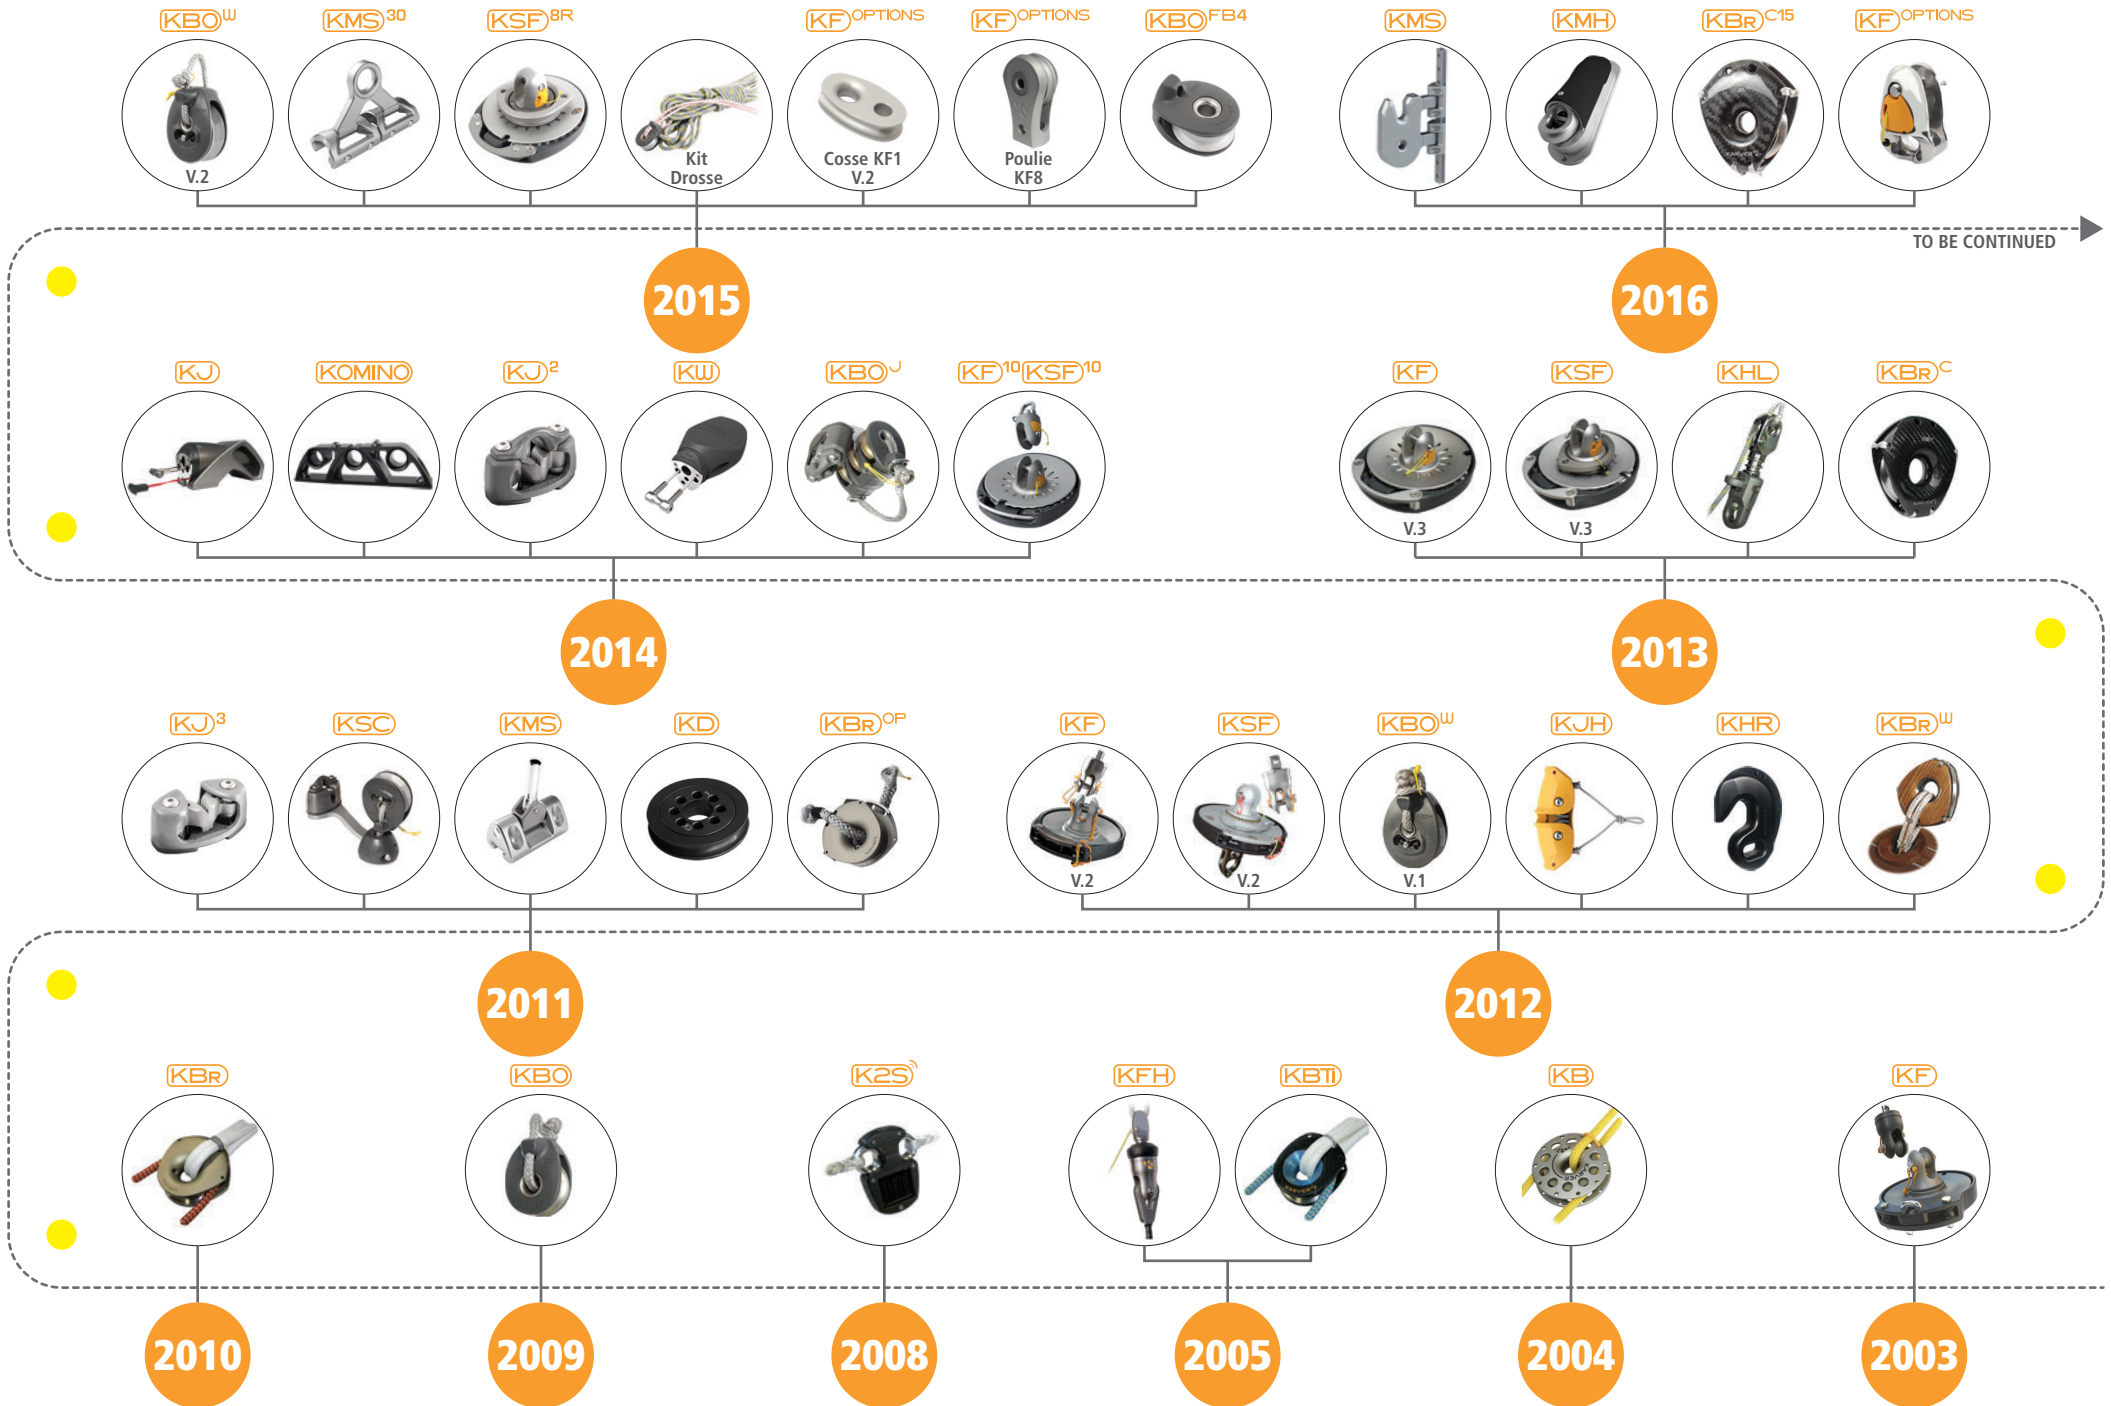 KBO W KMS 30 KSF 8R KF OPTIONS KF OPTIONS KBO FB4 KMS KMH KBR C15 KF OPTIONS
V.2
Kit
Drosse
Cosse KF1
V.2
Poulie
KF8
TO BE CONTINUED
2015 2016
KJ KOMINO KJ 2 KW KBO J KF 10 KSF 10 KF KSF KHL KBR C
V.3 V.3
2014 2013
KJ 3 KSC KMS KD KBR OP KF KSF KBO W KJH KHR KBR W
V.2 V.2 V.1
2011 2012
KBR KBO K2S KFH KBTi KB KF
2010 2009 2008 2005 2004 2003